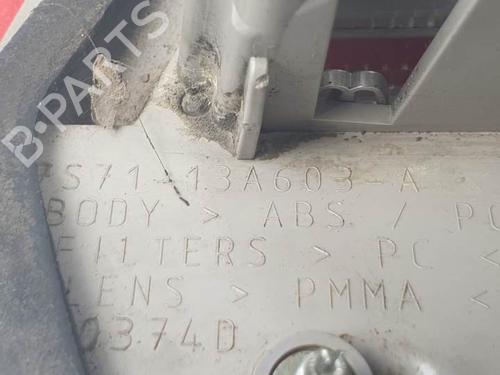 B-PARTS
7S71-13A603-A
BODY > ABS / PC
FILTERS > PC <
LENS > PMMA <
0374D